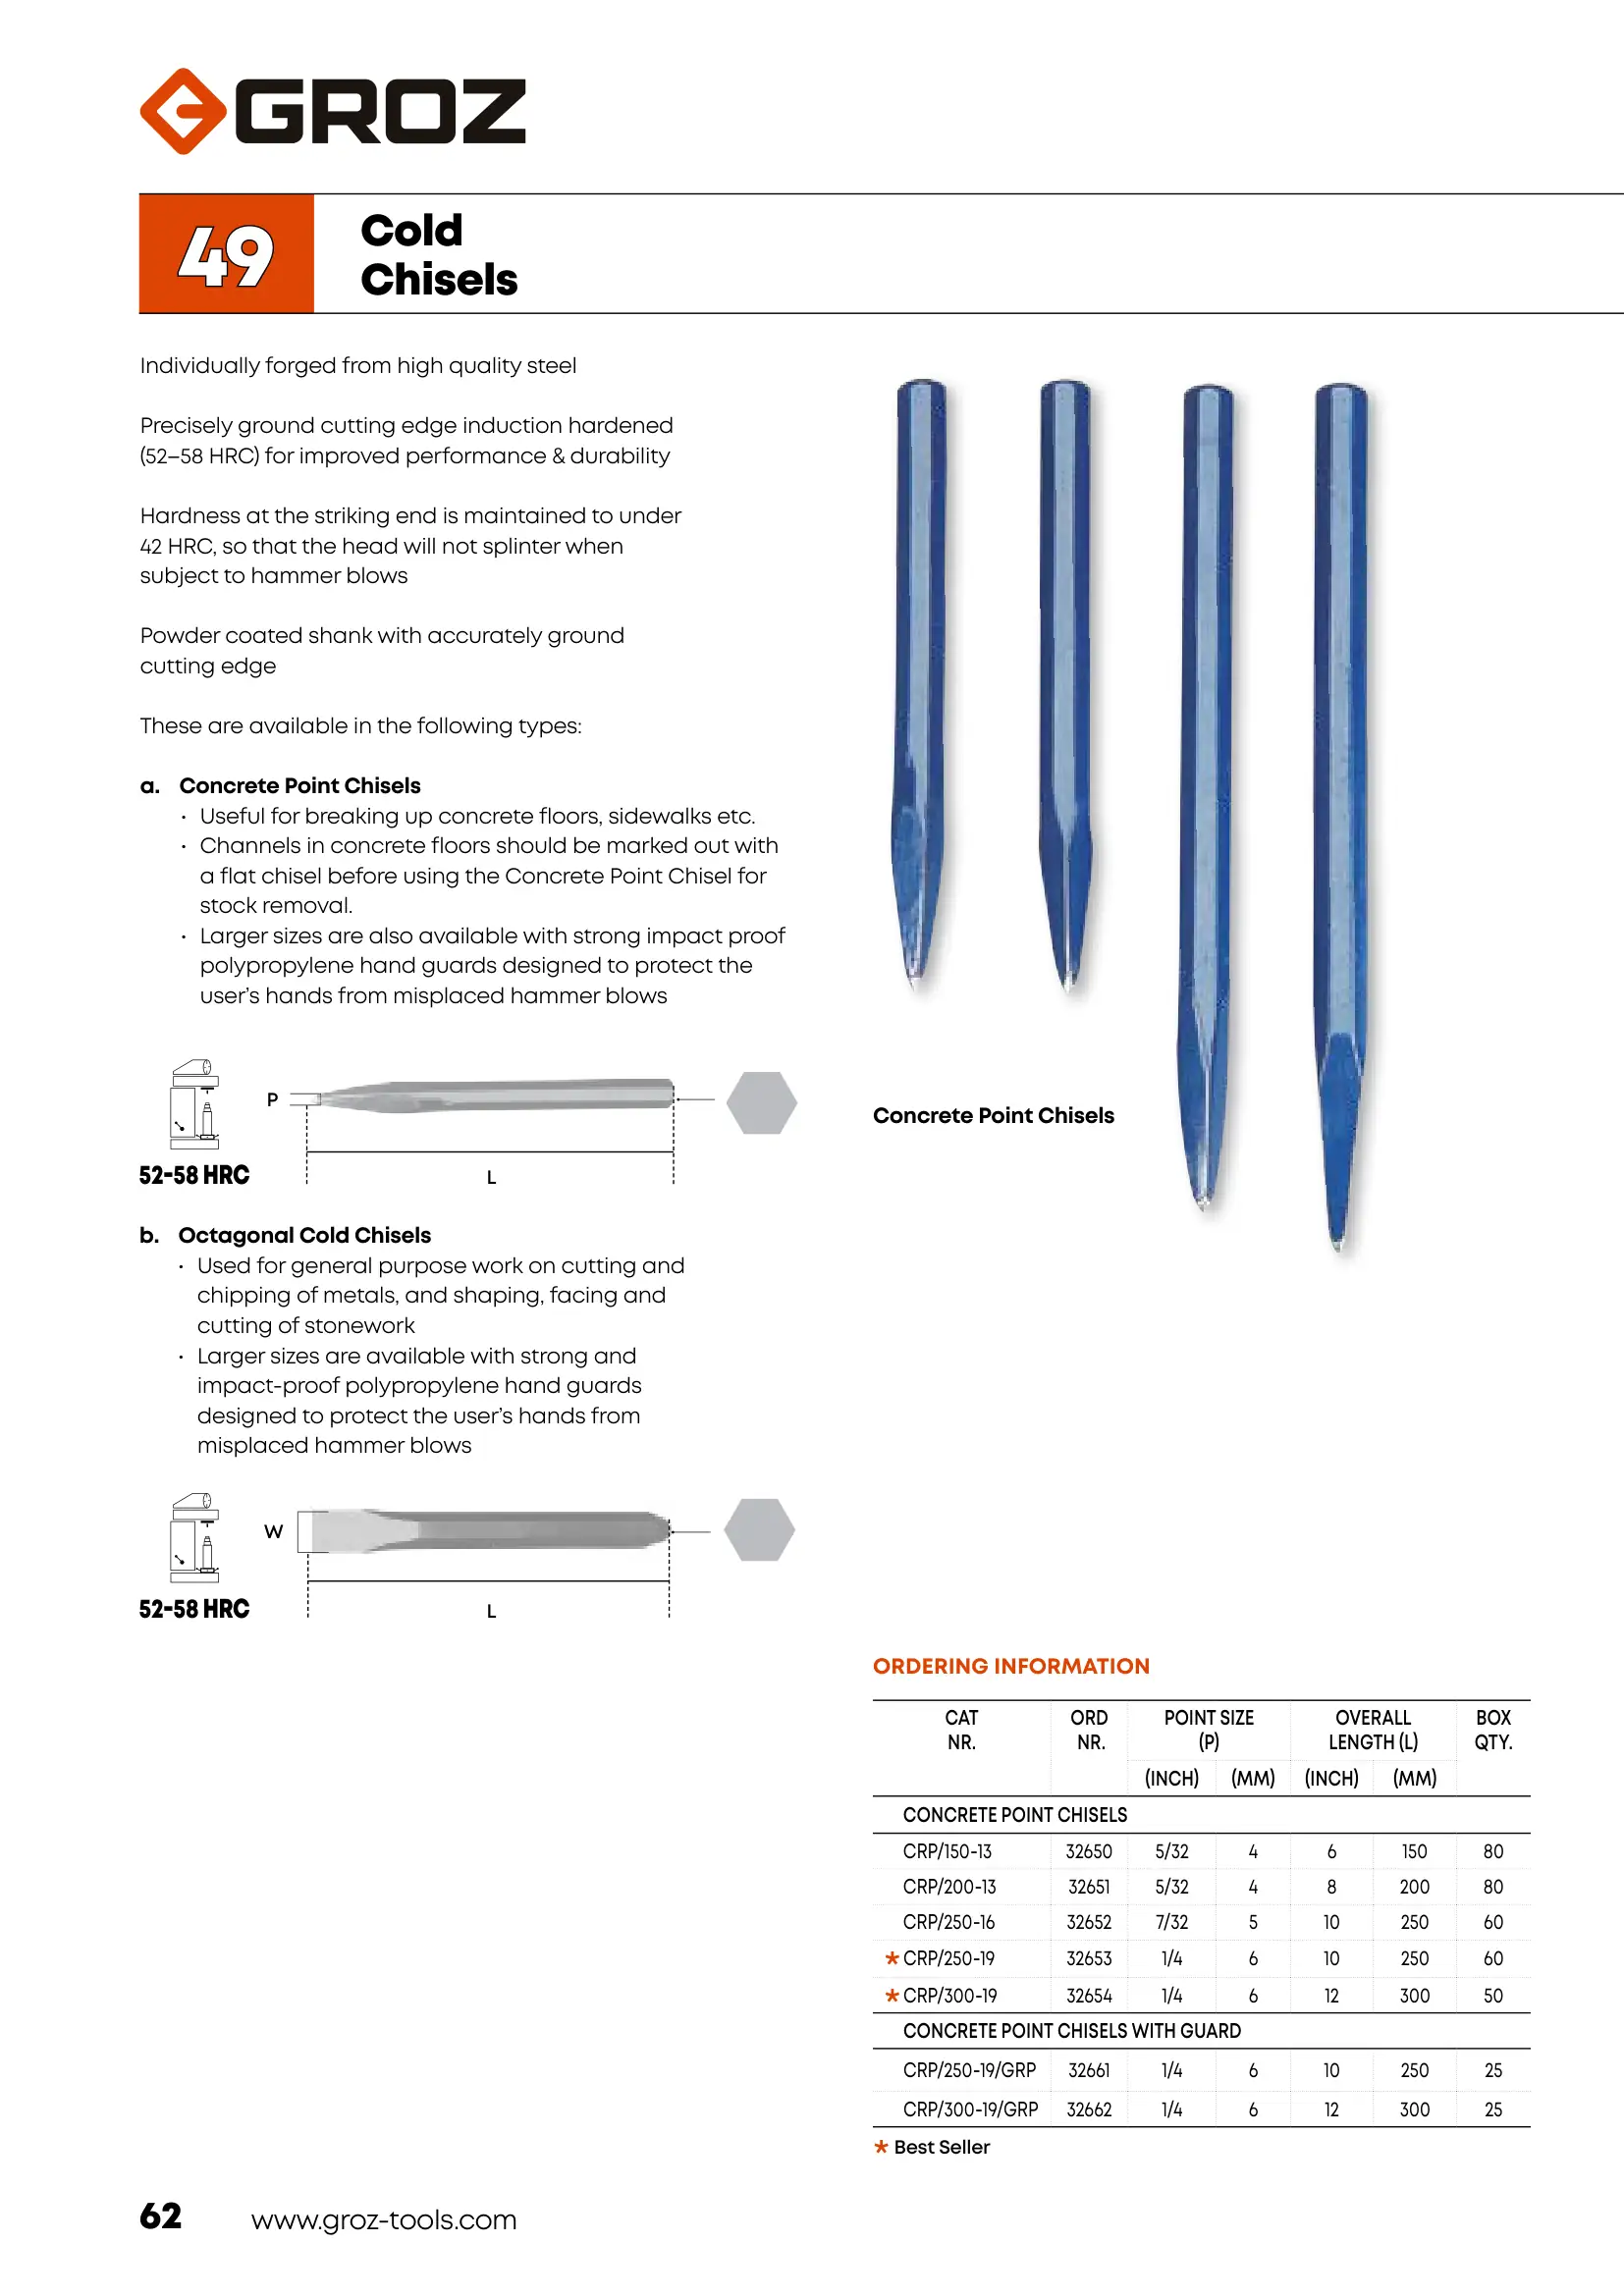 GROZ
49
Cold
Chisels
Individually forged from high quality steel
Precisely ground cutting edge induction hardened
(52–58 HRC) for improved performance & durability
Hardness at the striking end is maintained to under
42 HRC, so that the head will not splinter when
subject to hammer blows
Powder coated shank with accurately ground
cutting edge
These are available in the following types:
a. Concrete Point Chisels
• Useful for breaking up concrete floors, sidewalks etc.
• Channels in concrete floors should be marked out with
a flat chisel before using the Concrete Point Chisel for
stock removal.
• Larger sizes are also available with strong impact proof
polypropylene hand guards designed to protect the
user's hands from misplaced hammer blows
P
52-58 HRC
L
Concrete Point Chisels
b. Octagonal Cold Chisels
• Used for general purpose work on cutting and
chipping of metals, and shaping, facing and
cutting of stonework
• Larger sizes are available with strong and
impact-proof polypropylene hand guards
designed to protect the user's hands from
misplaced hammer blows
W
52-58 HRC
L
ORDERING INFORMATION
CAT NR. ORD NR. POINT SIZE (P) OVERALL LENGTH (L) BOX QTY.
(INCH) (MM) (INCH) (MM)
CONCRETE POINT CHISELS
CRP/150-13 32650 5/32 4 6 150 80
CRP/200-13 32651 5/32 4 8 200 80
CRP/250-16 32652 7/32 5 10 250 60
* CRP/250-19 32653 1/4 6 10 250 60
* CRP/300-19 32654 1/4 6 12 300 50
CONCRETE POINT CHISELS WITH GUARD
CRP/250-19/GRP 32661 1/4 6 10 250 25
CRP/300-19/GRP 32662 1/4 6 12 300 25
* Best Seller
62 www.groz-tools.com